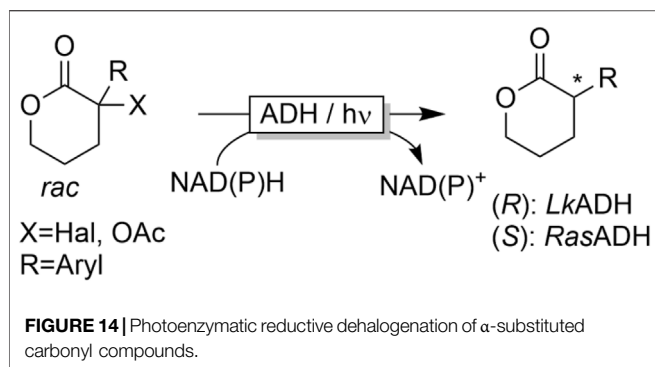 O
R
O
X
rac
X=Hal, OAc
R=Aryl
ADH / hν
NAD(P)H
NAD(P)+
O
*
R
O
(R): LkADH
(S): RasADH
FIGURE 14 | Photoenzymatic reductive dehalogenation of α-substituted
carbonyl compounds.